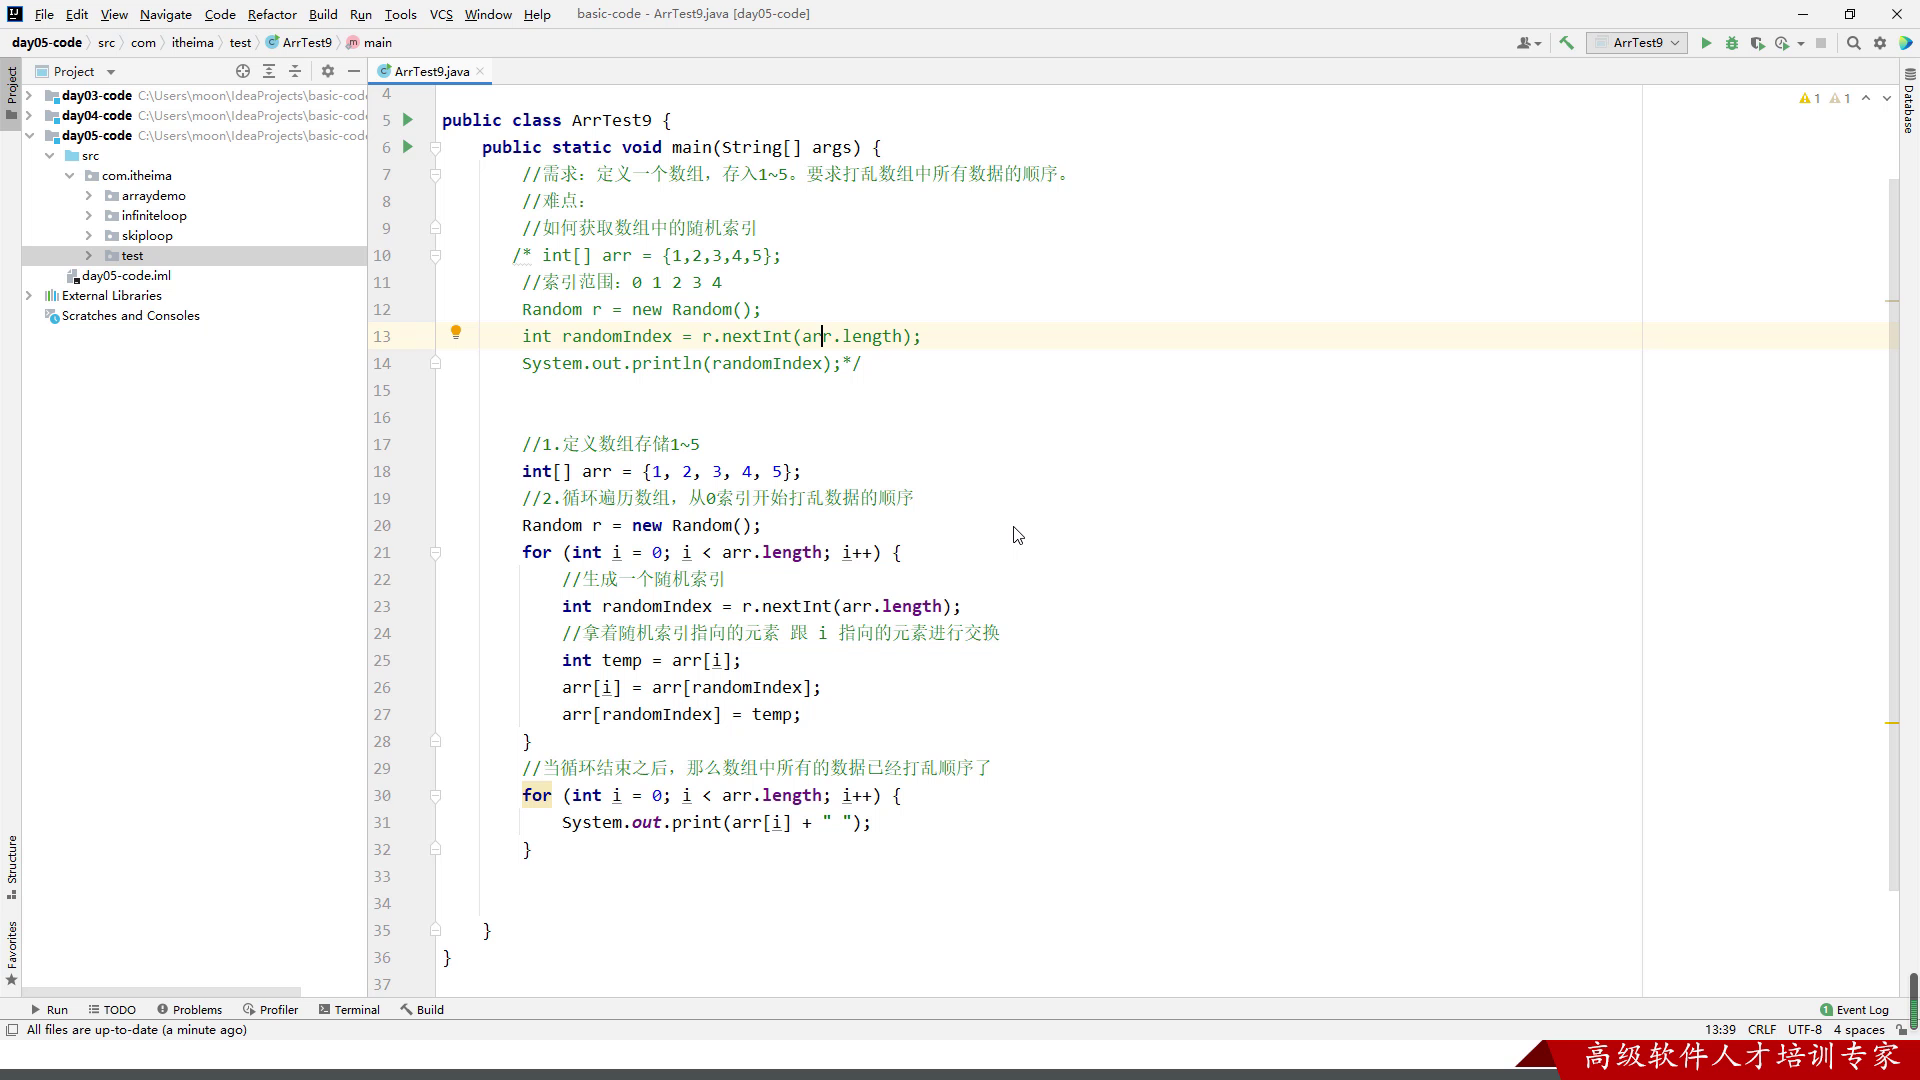 File Edit View Navigate Code Refactor Build Run Tools VCS Window Help basic-code - ArrTest9.java [day05-code]
day05-code src com itheima test ArrTest9 main ArrTest9
Project
ArrTest9.java
day03-code C:\Users\moon\IdeaProjects\basic-code
day04-code C:\Users\moon\IdeaProjects\basic-code
day05-code C:\Users\moon\IdeaProjects\basic-code
src
com.itheima
arraydemo
infiniteloop
skiploop
test
day05-code.iml
External Libraries
Scratches and Consoles
Project
Structure
Favorites
Database
1 1
4
5 public class ArrTest9 {
6 public static void main(String[] args) {
7 //需求：定义一个数组，存入1~5。要求打乱数组中所有数据的顺序。
8 //难点：
9 //如何获取数组中的随机索引
10 /* int[] arr = {1,2,3,4,5};
11 //索引范围：0 1 2 3 4
12 Random r = new Random();
13 int randomIndex = r.nextInt(arr.length);
14 System.out.println(randomIndex);*/
15
16
17 //1.定义数组存储1~5
18 int[] arr = {1, 2, 3, 4, 5};
19 //2.循环遍历数组，从0索引开始打乱数据的顺序
20 Random r = new Random();
21 for (int i = 0; i < arr.length; i++) {
22 //生成一个随机索引
23 int randomIndex = r.nextInt(arr.length);
24 //拿着随机索引指向的元素 跟 i 指向的元素进行交换
25 int temp = arr[i];
26 arr[i] = arr[randomIndex];
27 arr[randomIndex] = temp;
28 }
29 //当循环结束之后，那么数组中所有的数据已经打乱顺序了
30 for (int i = 0; i < arr.length; i++) {
31 System.out.print(arr[i] + " ");
32 }
33
34
35 }
36 }
37
Run TODO Problems Profiler Terminal Build 1 Event Log
All files are up-to-date (a minute ago) 13:39 CRLF UTF-8 4 spaces
高级软件人才培训专家